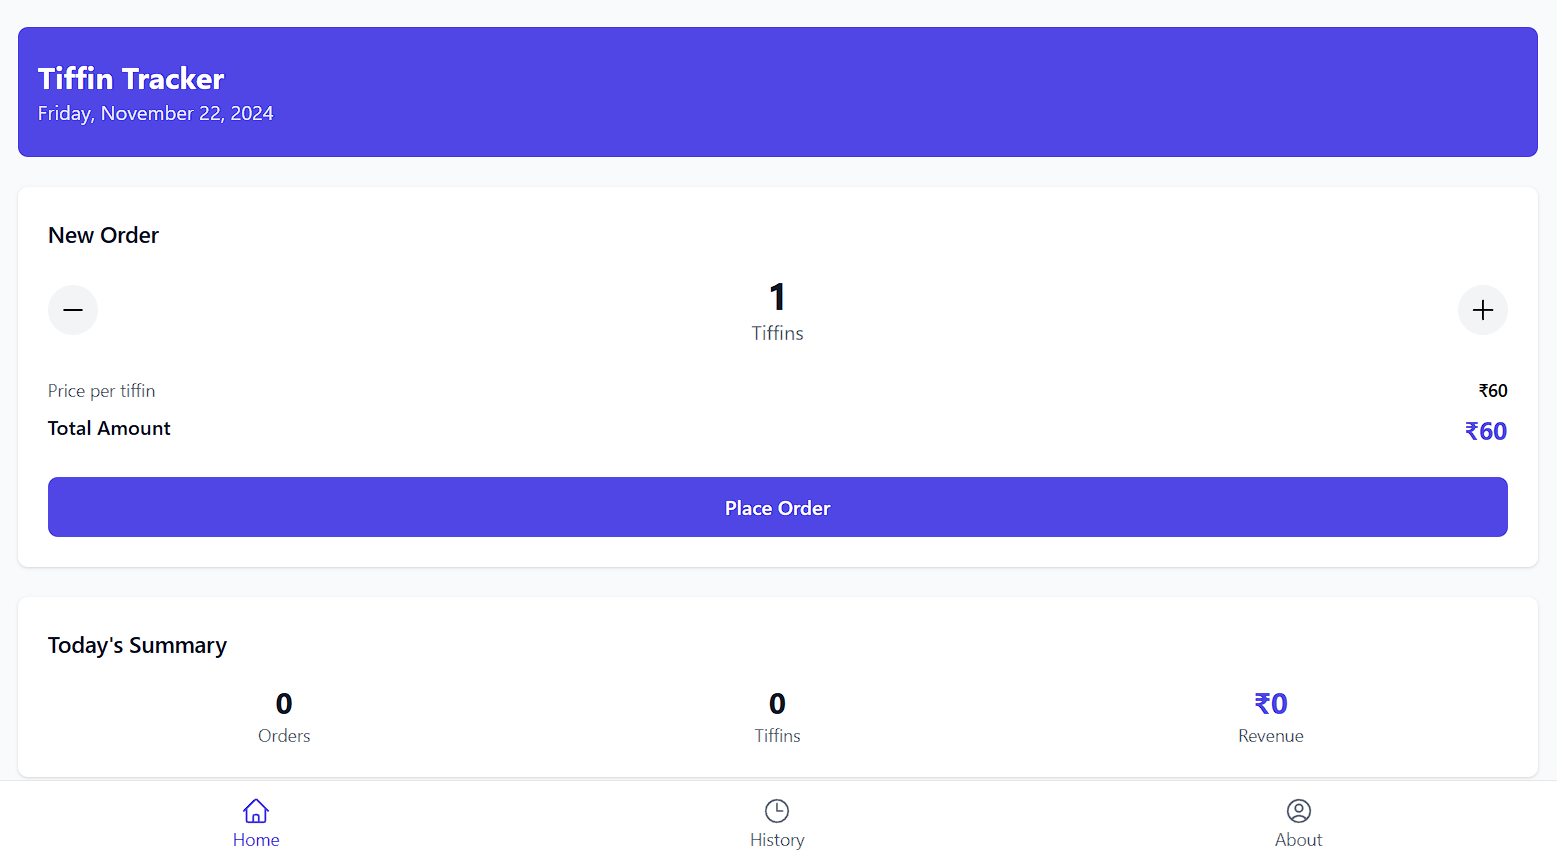 Tiffin Tracker
Friday, November 22, 2024
New Order
1
Tiffins
Price per tiffin ₹60
Total Amount ₹60
Place Order
Today's Summary
0 0 ₹0
Orders Tiffins Revenue
Home History About